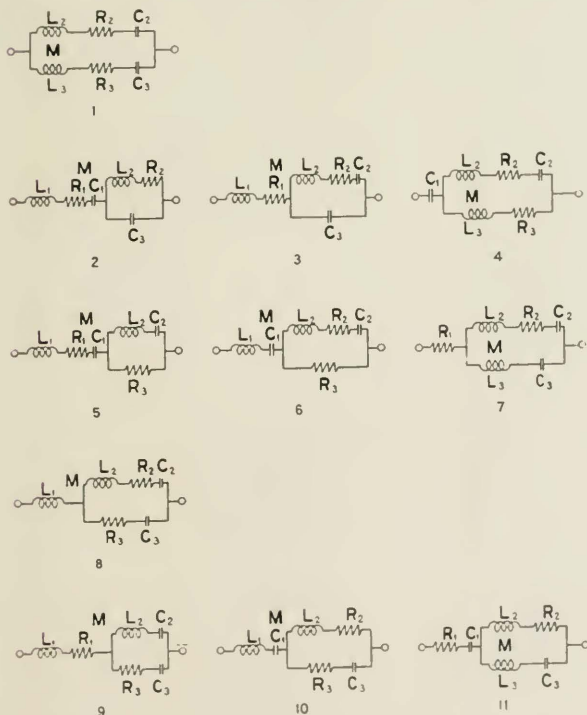 L₂ R₂ C₂
M
L₃ R₃ C₃
1
M L₂ R₂
L₁ R₁ C₁
C₃
2
M L₂ R₂ C₂
L₁ R₁
C₃
3
L₂ R₂ C₂
C₁ M
L₃ R₃
4
M L₂ C₂
L₁ R₁ C₁
R₃
5
M L₂ R₂ C₂
L₁ C₁
R₃
6
L₂ R₂ C₂
R₁ M
L₃ C₃
7
M L₂ R₂ C₂
L₁
R₃ C₃
8
M L₂ C₂
L₁ R₁
R₃ C₃
9
M L₂ R₂
L₁ C₁
R₃ C₃
10
L₂ R₂
R₁ C₁ M
L₃ C₃
11